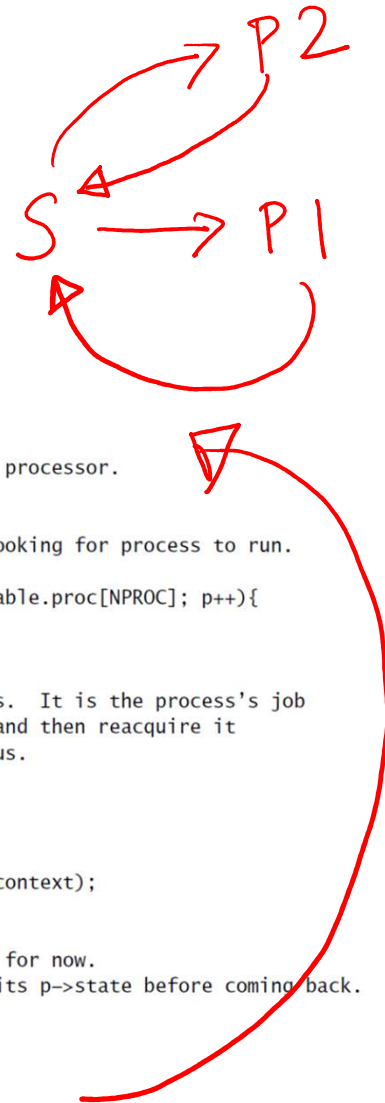 P2
S P1
processor.
ooking for process to run.
able.proc[NPROC]; p++){
s. It is the process's job
and then reacquire it
us.
context);
for now.
its p->state before coming back.